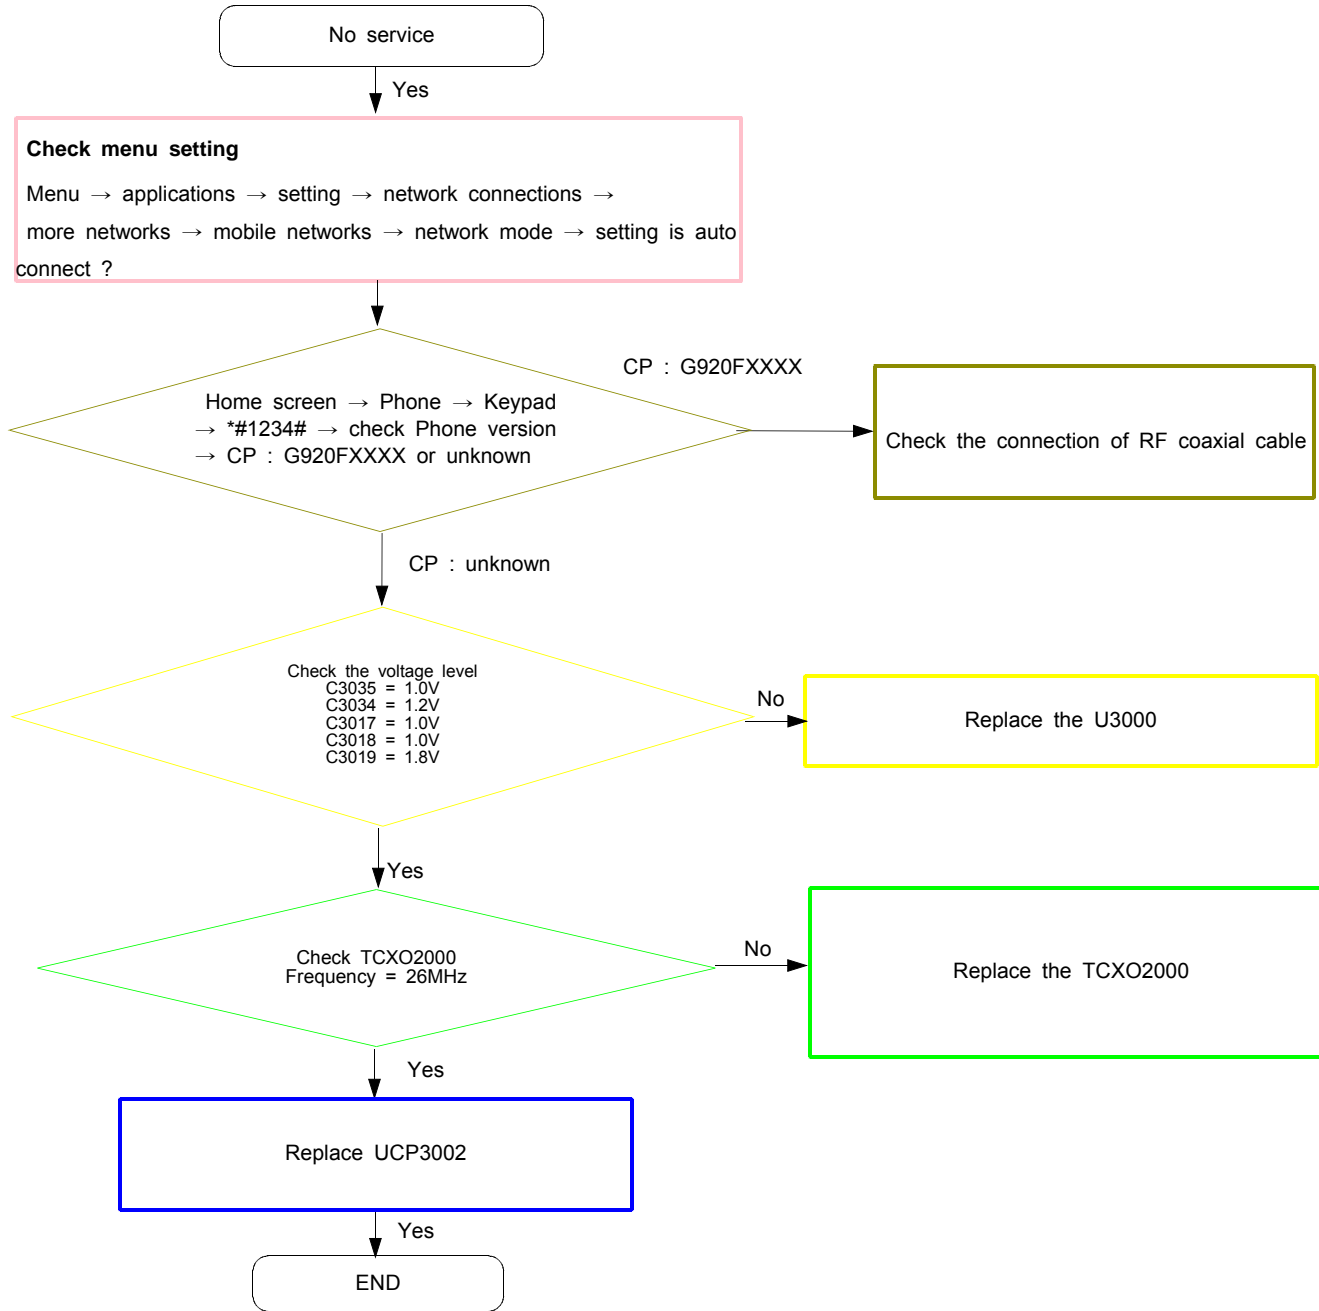 No service
Yes
Check menu setting
Menu → applications → setting → network connections →
more networks → mobile networks → network mode → setting is auto
connect ?
CP : G920FXXXX
Home screen → Phone → Keypad
→ *#1234# → check Phone version
→ CP : G920FXXXX or unknown
Check the connection of RF coaxial cable
CP : unknown
Check the voltage level
C3035 = 1.0V
C3034 = 1.2V
C3017 = 1.0V
C3018 = 1.0V
C3019 = 1.8V
No
Replace the U3000
Yes
Check TCXO2000
Frequency = 26MHz
No
Replace the TCXO2000
Yes
Replace UCP3002
Yes
END